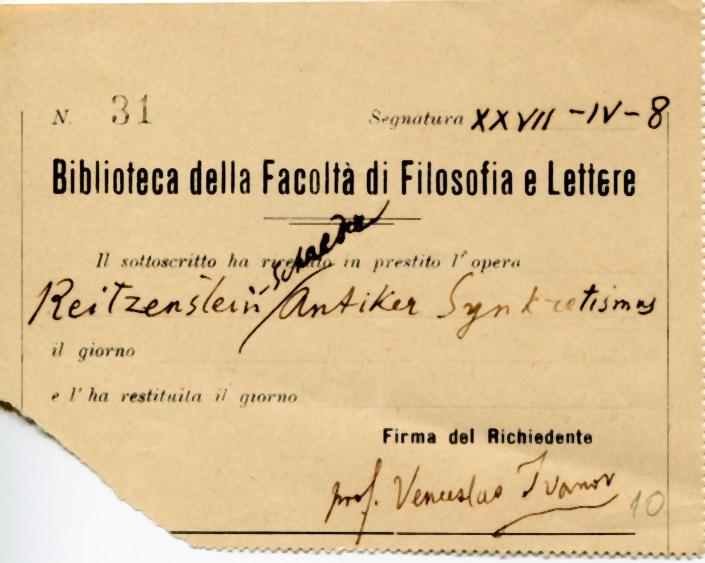 N. 31 Segnatura XXVII - IV - 8
Biblioteca della Facoltà di Filosofia e Lettere
Schaeder
Il sottoscritto ha ricevuto in prestito l'opera
Reitzenstein Antiker Synkretismus
il giorno
e l'ha restituita il giorno
Firma del Richiedente
prof. Venceslao Ivanov
10